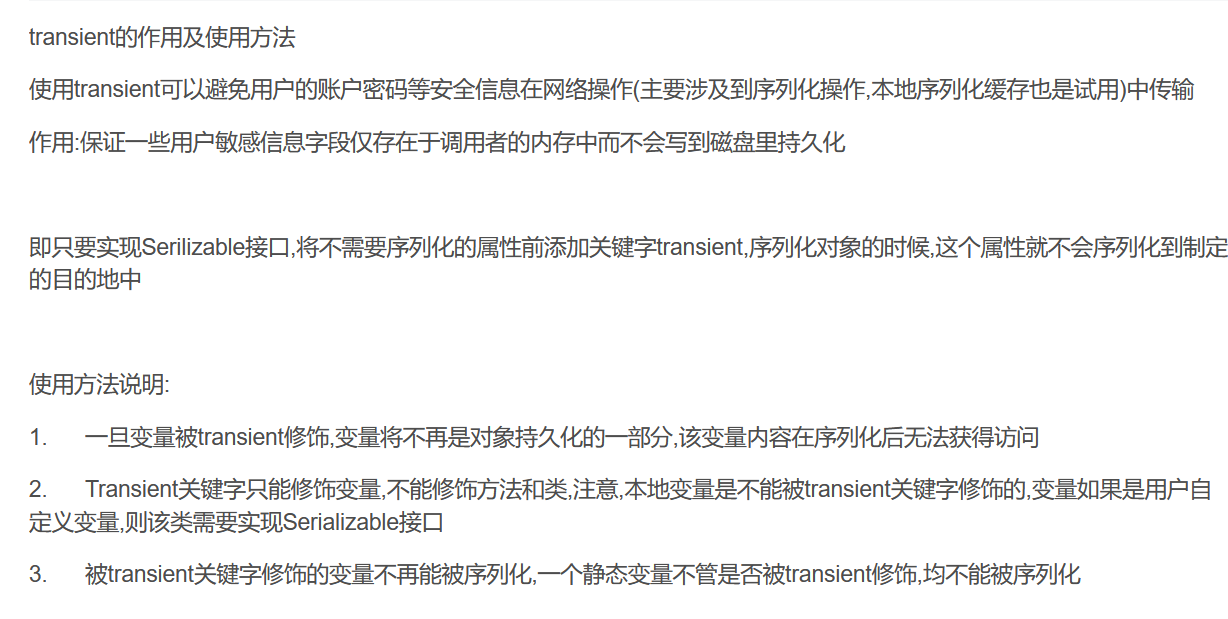 transient的作用及使用方法
使用transient可以避免用户的账户密码等安全信息在网络操作(主要涉及到序列化操作,本地序列化缓存也是试用)中传输
作用:保证一些用户敏感信息字段仅存在于调用者的内存中而不会写到磁盘里持久化
即只要实现Serilizable接口,将不需要序列化的属性前添加关键字transient,序列化对象的时候,这个属性就不会序列化到制定
的目的地中
使用方法说明:
1. 一旦变量被transient修饰,变量将不再是对象持久化的一部分,该变量内容在序列化后无法获得访问
2. Transient关键字只能修饰变量,不能修饰方法和类,注意,本地变量是不能被transient关键字修饰的,变量如果是用户自
定义变量,则该类需要实现Serializable接口
3. 被transient关键字修饰的变量不再能被序列化,一个静态变量不管是否被transient修饰,均不能被序列化